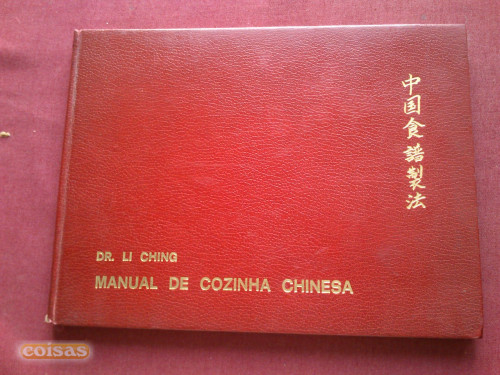 中国食譜製法
DR. LI CHING
MANUAL DE COZINHA CHINESA
coisas